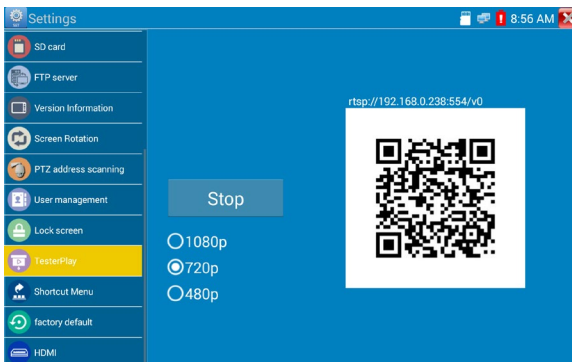 Settings
8:56 AM
SD card
FTP server
Version Information
Screen Rotation
PTZ address scanning
User management
Lock screen
TesterPlay
Shortcut Menu
factory default
HDMI
rtsp://192.168.0.238:554/v0
Stop
1080p
720p
480p